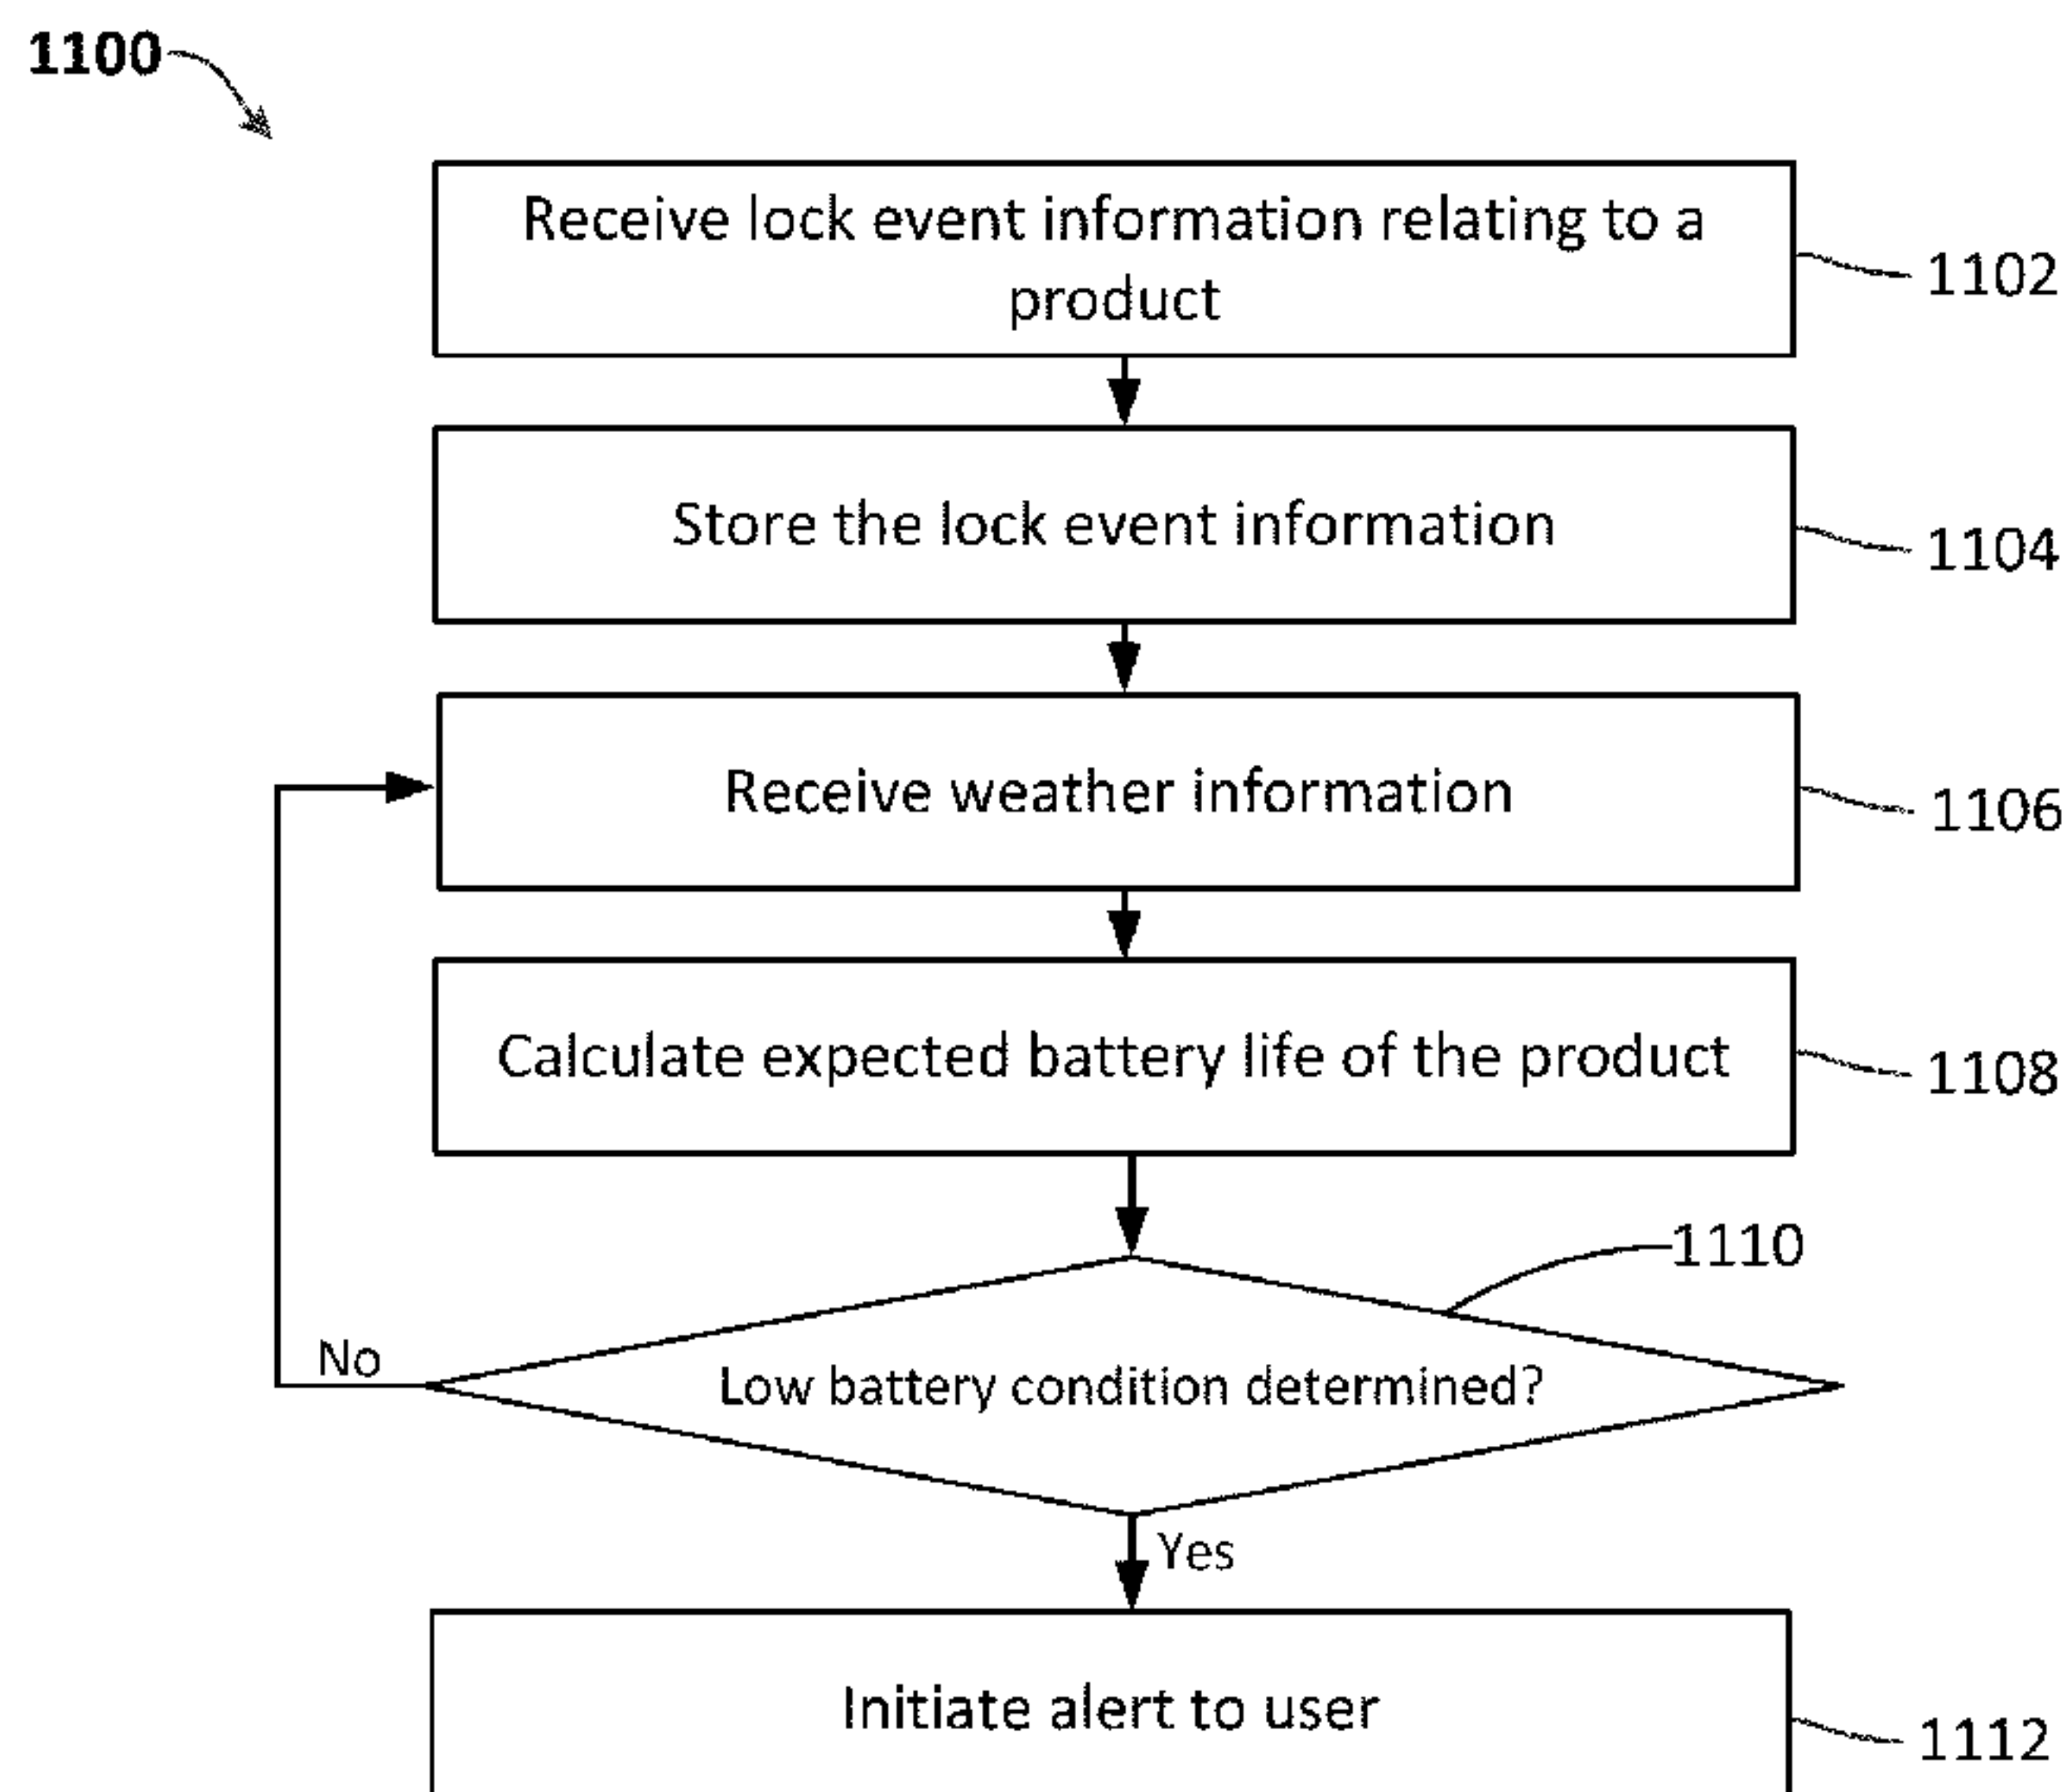 1100
Receive lock event information relating to a
product
1102
Store the lock event information
1104
Receive weather information
1106
Calculate expected battery life of the product
1108
1110
No
Low battery condition determined?
Yes
Initiate alert to user
1112